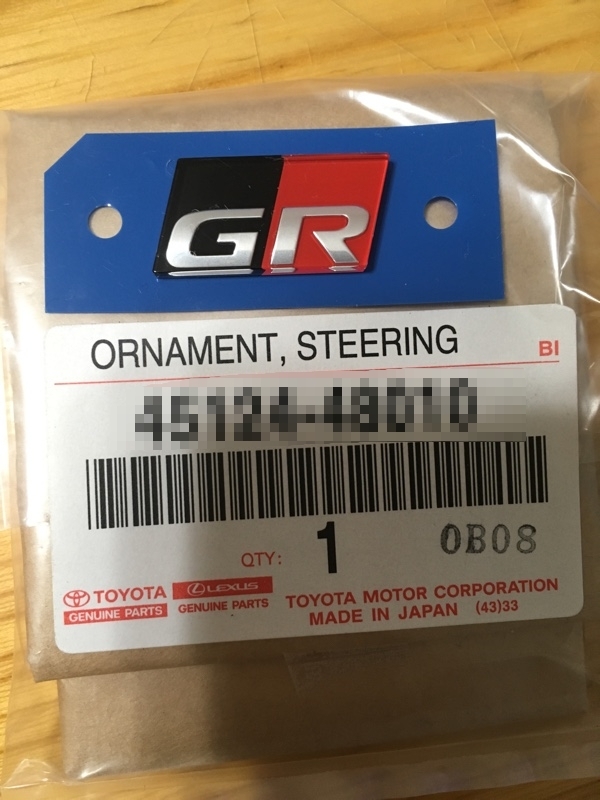 GR
ORNAMENT, STEERING
BI
QTY: 1
0B08
TOYOTA
GENUINE PARTS
LEXUS
GENUINE PARTS
TOYOTA MOTOR CORPORATION
MADE IN JAPAN (43)33